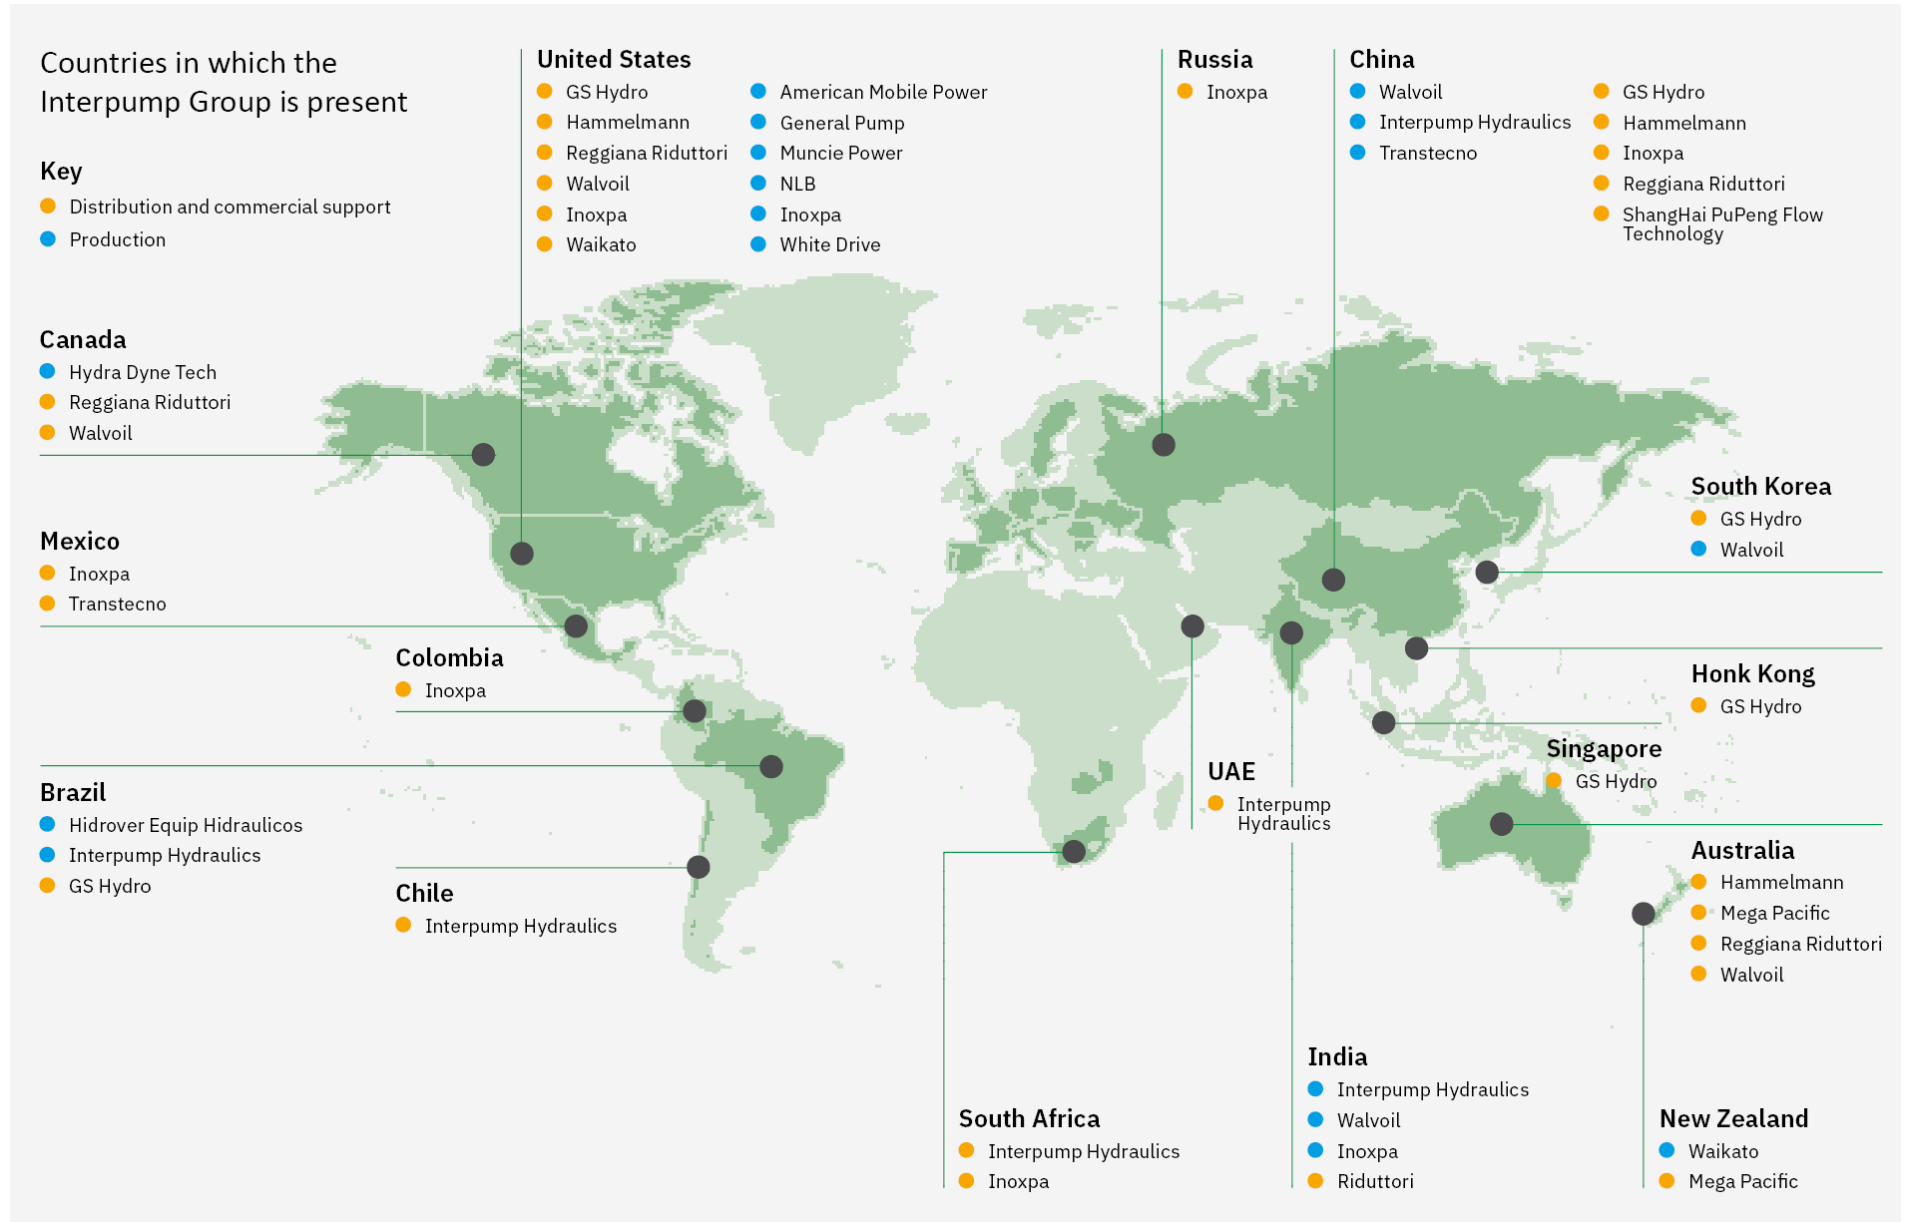 Countries in which the
Interpump Group is present
Key
Distribution and commercial support
Production
United States
GS Hydro
Hammelmann
Reggiana Riduttori
Walvoil
Inoxpa
Waikato
American Mobile Power
General Pump
Muncie Power
NLB
Inoxpa
White Drive
Russia
Inoxpa
China
Walvoil
Interpump Hydraulics
Transtecno
GS Hydro
Hammelmann
Inoxpa
Reggiana Riduttori
ShangHai PuPeng Flow
Technology
Canada
Hydra Dyne Tech
Reggiana Riduttori
Walvoil
Mexico
Inoxpa
Transtecno
Colombia
Inoxpa
Brazil
Hidrover Equip Hidraulicos
Interpump Hydraulics
GS Hydro
Chile
Interpump Hydraulics
South Korea
GS Hydro
Walvoil
Honk Kong
GS Hydro
Singapore
GS Hydro
UAE
Interpump
Hydraulics
Australia
Hammelmann
Mega Pacific
Reggiana Riduttori
Walvoil
South Africa
Interpump Hydraulics
Inoxpa
India
Interpump Hydraulics
Walvoil
Inoxpa
Riduttori
New Zealand
Waikato
Mega Pacific